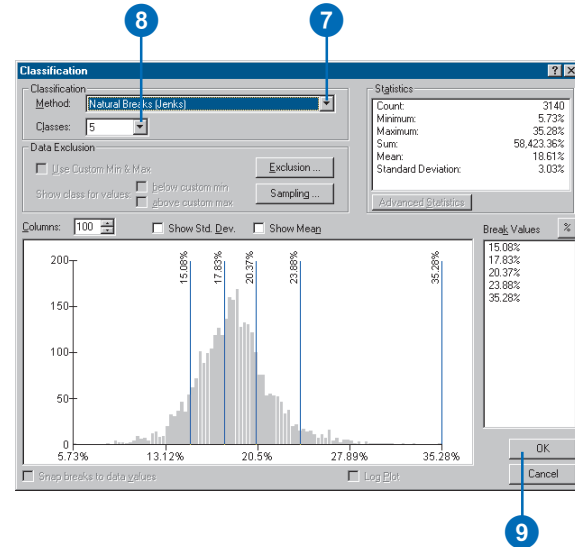 8
7
Classification
Classification
Method: Natural Breaks (Jenks)
Classes: 5
Data Exclusion
Use Custom Min & Max
Exclusion ...
Show class for values:
below custom min
above custom max
Sampling ...
Statistics
Count: 3140
Minimum: 5.73%
Maximum: 35.28%
Sum: 58,423.36%
Mean: 18.61%
Standard Deviation: 3.03%
Advanced Statistics
Columns: 100
Show Std. Dev.
Show Mean
Break Values
%
15.08%
17.83%
20.37%
23.88%
35.28%
200
150
100
50
0
15.08%
17.83%
20.37%
23.88%
35.28%
5.73%
13.12%
20.5%
27.89%
35.28%
Snap breaks to data values
Log Plot
OK
Cancel
9